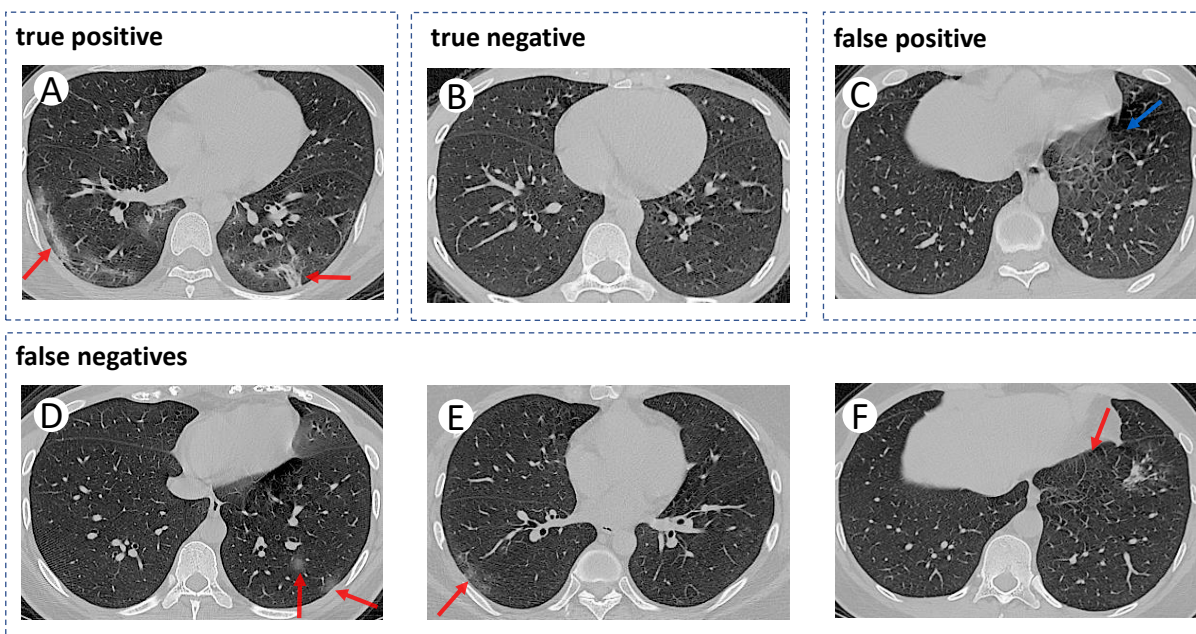 true positive
true negative
false positive
A
B
C
false negatives
D
E
F